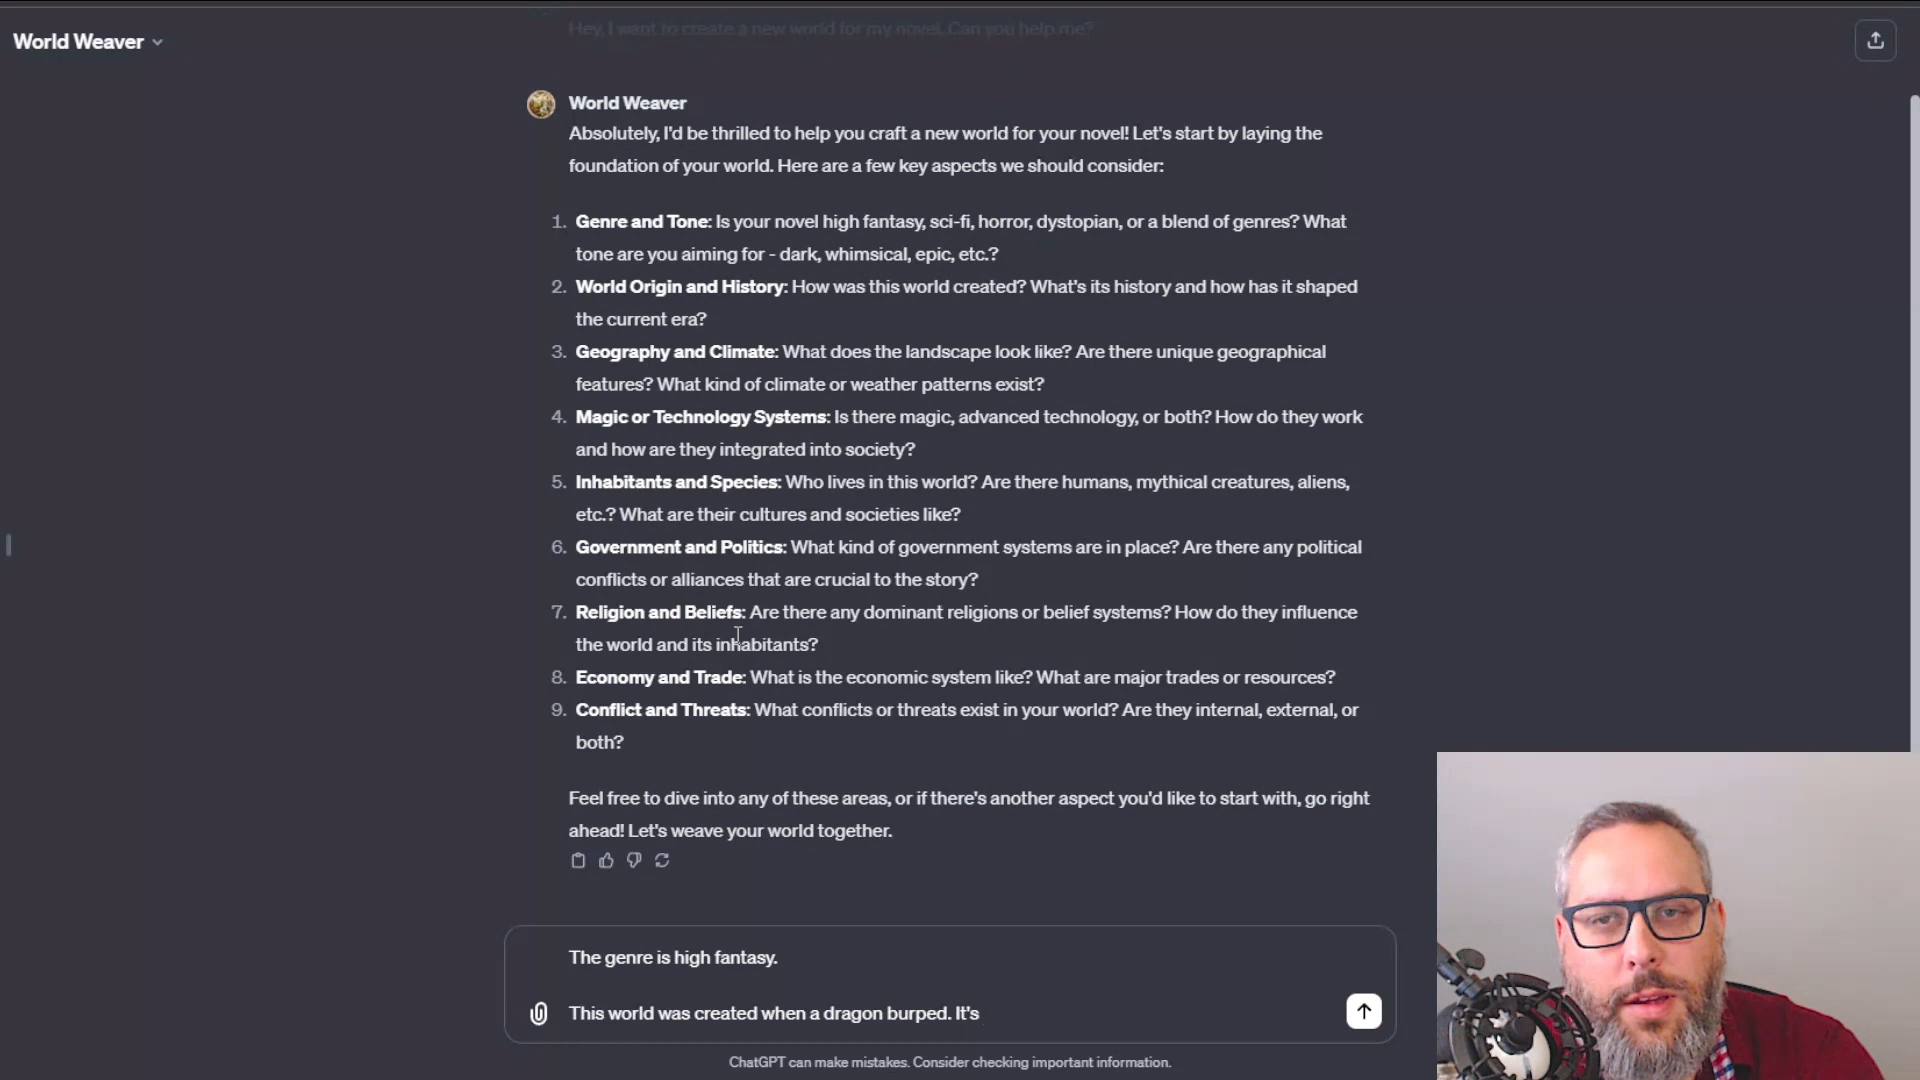 World Weaver
Hey, I want to create a new world for my novel. Can you help me?
World Weaver
Absolutely, I'd be thrilled to help you craft a new world for your novel! Let's start by laying the
foundation of your world. Here are a few key aspects we should consider:
1. Genre and Tone: Is your novel high fantasy, sci-fi, horror, dystopian, or a blend of genres? What
tone are you aiming for - dark, whimsical, epic, etc.?
2. World Origin and History: How was this world created? What's its history and how has it shaped
the current era?
3. Geography and Climate: What does the landscape look like? Are there unique geographical
features? What kind of climate or weather patterns exist?
4. Magic or Technology Systems: Is there magic, advanced technology, or both? How do they work
and how are they integrated into society?
5. Inhabitants and Species: Who lives in this world? Are there humans, mythical creatures, aliens,
etc.? What are their cultures and societies like?
6. Government and Politics: What kind of government systems are in place? Are there any political
conflicts or alliances that are crucial to the story?
7. Religion and Beliefs: Are there any dominant religions or belief systems? How do they influence
the world and its inhabitants?
8. Economy and Trade: What is the economic system like? What are major trades or resources?
9. Conflict and Threats: What conflicts or threats exist in your world? Are they internal, external, or
both?
Feel free to dive into any of these areas, or if there's another aspect you'd like to start with, go right
ahead! Let's weave your world together.
The genre is high fantasy.
This world was created when a dragon burped. It's
ChatGPT can make mistakes. Consider checking important information.